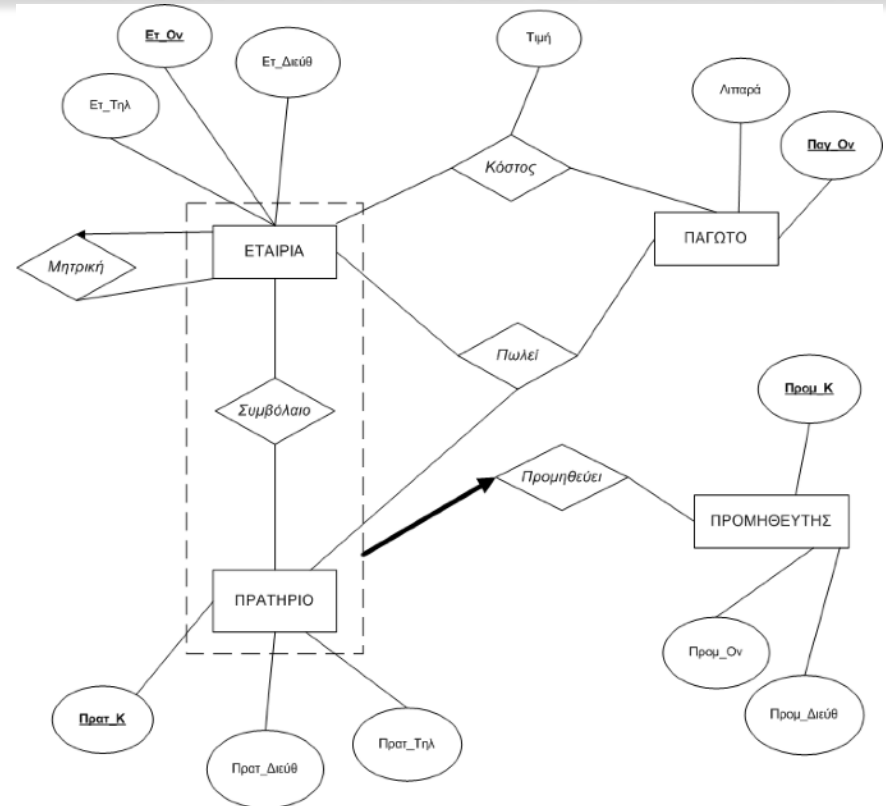 Ετ_Ον
Τιμή
Ετ_Διεύθ
Ετ_Τηλ
Λιπαρά
Παγ_Ον
Κόστος
ΕΤΑΙΡΙΑ
ΠΑΓΩΤΟ
Μητρική
Πωλεί
Προμ_Κ
Συμβόλαιο
Προμηθεύει
ΠΡΟΜΗΘΕΥΤΗΣ
ΠΡΑΤΗΡΙΟ
Προμ_Ον
Προμ_Διεύθ
Πρατ_Κ
Πρατ_Διεύθ
Πρατ_Τηλ